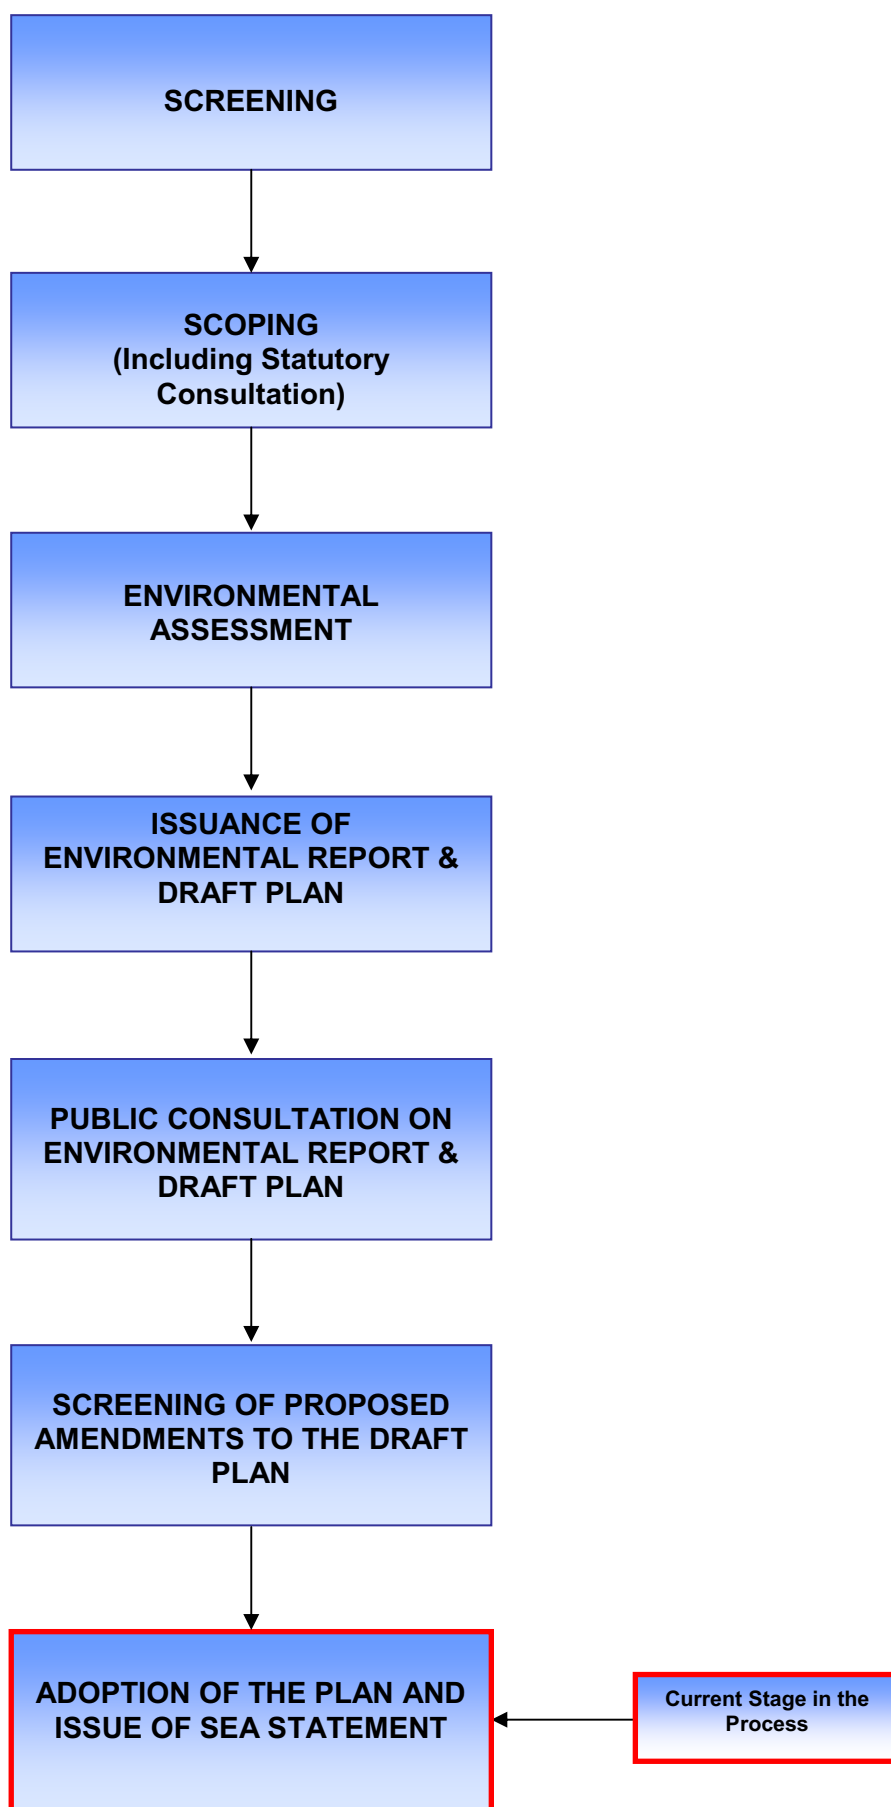 SCREENING
SCOPING
(Including Statutory
Consultation)
ENVIRONMENTAL
ASSESSMENT
ISSUANCE OF
ENVIRONMENTAL REPORT &
DRAFT PLAN
PUBLIC CONSULTATION ON
ENVIRONMENTAL REPORT &
DRAFT PLAN
SCREENING OF PROPOSED
AMENDMENTS TO THE DRAFT
PLAN
ADOPTION OF THE PLAN AND
ISSUE OF SEA STATEMENT
Current Stage in the
Process